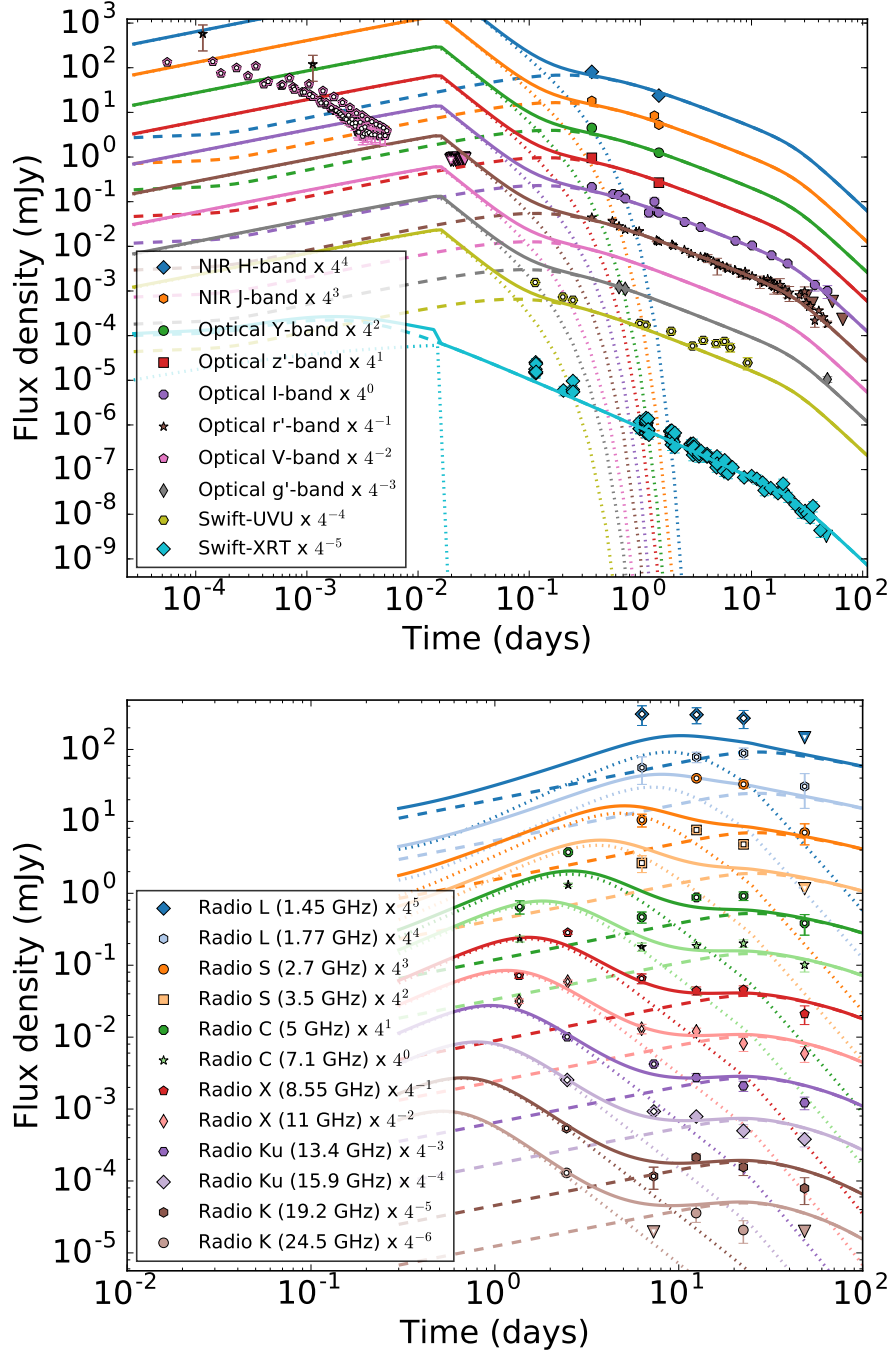 10³
10²
10¹
10⁰
10⁻¹
10⁻²
10⁻³
10⁻⁴
10⁻⁵
10⁻⁶
10⁻⁷
10⁻⁸
10⁻⁹
Flux density (mJy)
NIR H-band x 4⁴
NIR J-band x 4³
Optical Y-band x 4²
Optical z'-band x 4¹
Optical I-band x 4⁰
Optical r'-band x 4⁻¹
Optical V-band x 4⁻²
Optical g'-band x 4⁻³
Swift-UVU x 4⁻⁴
Swift-XRT x 4⁻⁵
10⁻⁴ 10⁻³ 10⁻² 10⁻¹ 10⁰ 10¹ 10²
Time (days)
10²
10¹
10⁰
10⁻¹
10⁻²
10⁻³
10⁻⁴
10⁻⁵
Flux density (mJy)
Radio L (1.45 GHz) x 4⁵
Radio L (1.77 GHz) x 4⁴
Radio S (2.7 GHz) x 4³
Radio S (3.5 GHz) x 4²
Radio C (5 GHz) x 4¹
Radio C (7.1 GHz) x 4⁰
Radio X (8.55 GHz) x 4⁻¹
Radio X (11 GHz) x 4⁻²
Radio Ku (13.4 GHz) x 4⁻³
Radio Ku (15.9 GHz) x 4⁻⁴
Radio K (19.2 GHz) x 4⁻⁵
Radio K (24.5 GHz) x 4⁻⁶
10⁻² 10⁻¹ 10⁰ 10¹ 10²
Time (days)